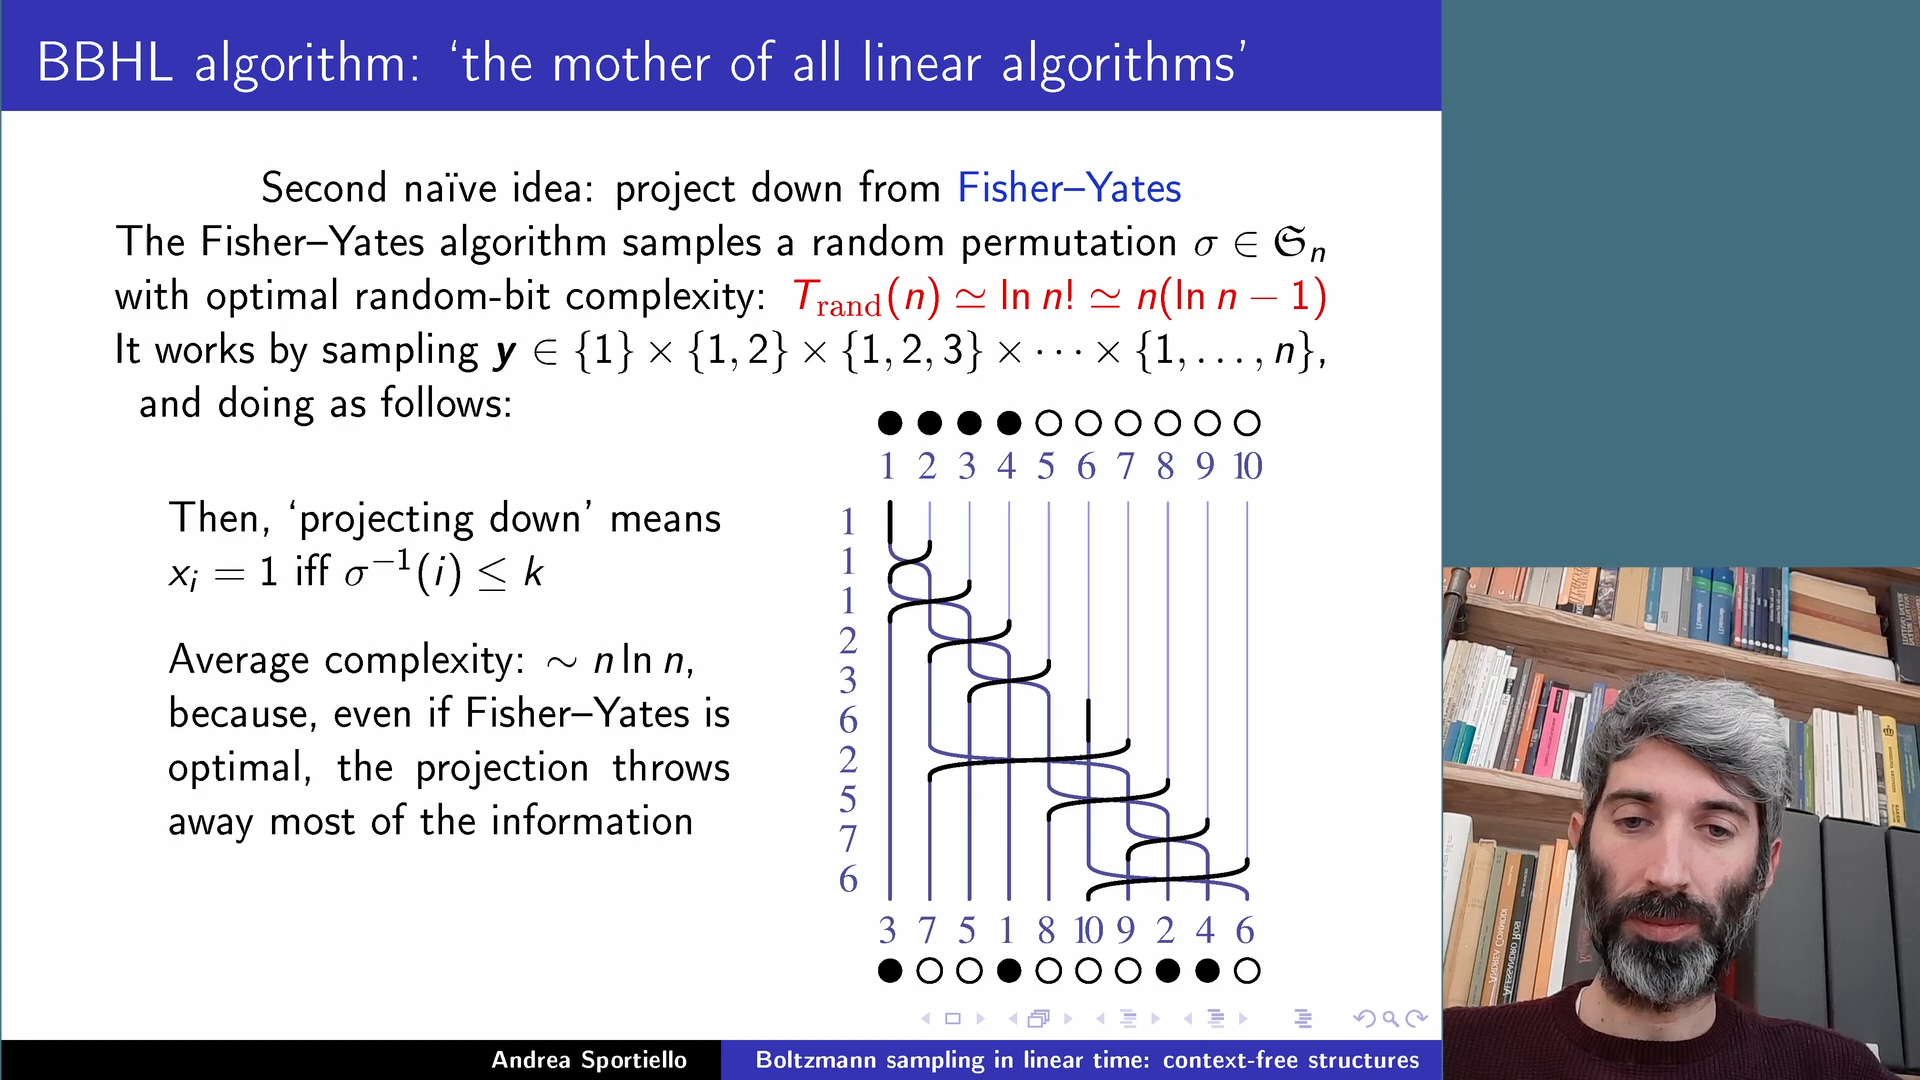 BBHL algorithm: ‘the mother of all linear algorithms’
Second naïve idea: project down from Fisher–Yates
The Fisher–Yates algorithm samples a random permutation σ ∈ 𝔖ₙ
with optimal random-bit complexity: T_rand(n) ≃ ln n! ≃ n(ln n − 1)
It works by sampling y ∈ {1} × {1, 2} × {1, 2, 3} × ··· × {1, . . . , n},
and doing as follows:
1 2 3 4 5 6 7 8 9 10
Then, ‘projecting down’ means
xᵢ = 1 iff σ⁻¹(i) ≤ k
Average complexity: ∼ n ln n,
because, even if Fisher–Yates is
optimal, the projection throws
away most of the information
1
1
1
2
3
6
2
5
7
6
3 7 5 1 8 10 9 2 4 6
Andrea Sportiello
Boltzmann sampling in linear time: context-free structures